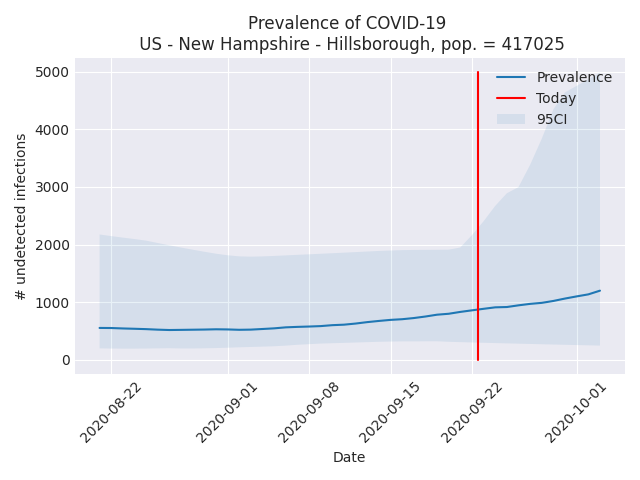 Prevalence of COVID-19
US - New Hampshire - Hillsborough, pop. = 417025
5000
4000
3000
2000
1000
0
# undetected infections
Prevalence
Today
95CI
2020-08-22
2020-09-01
2020-09-08
2020-09-15
2020-09-22
2020-10-01
Date